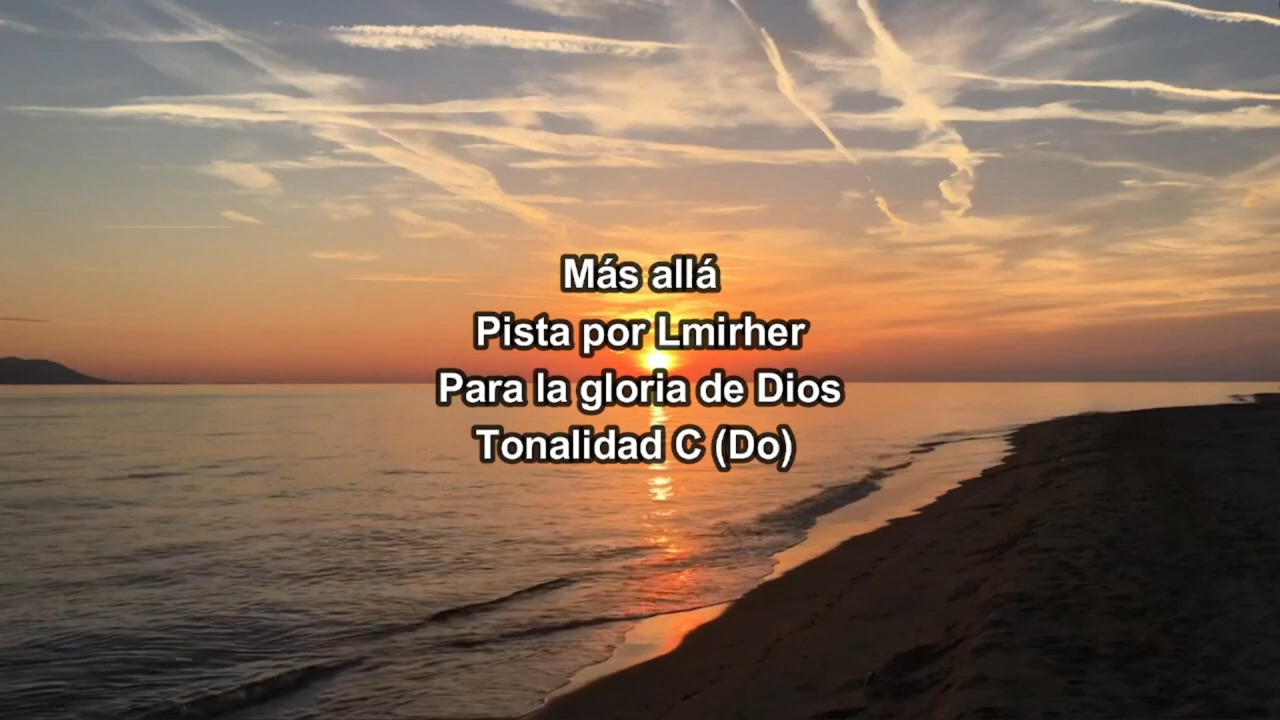 Más allá
Pista por Lmirher
Para la gloria de Dios
Tonalidad C (Do)